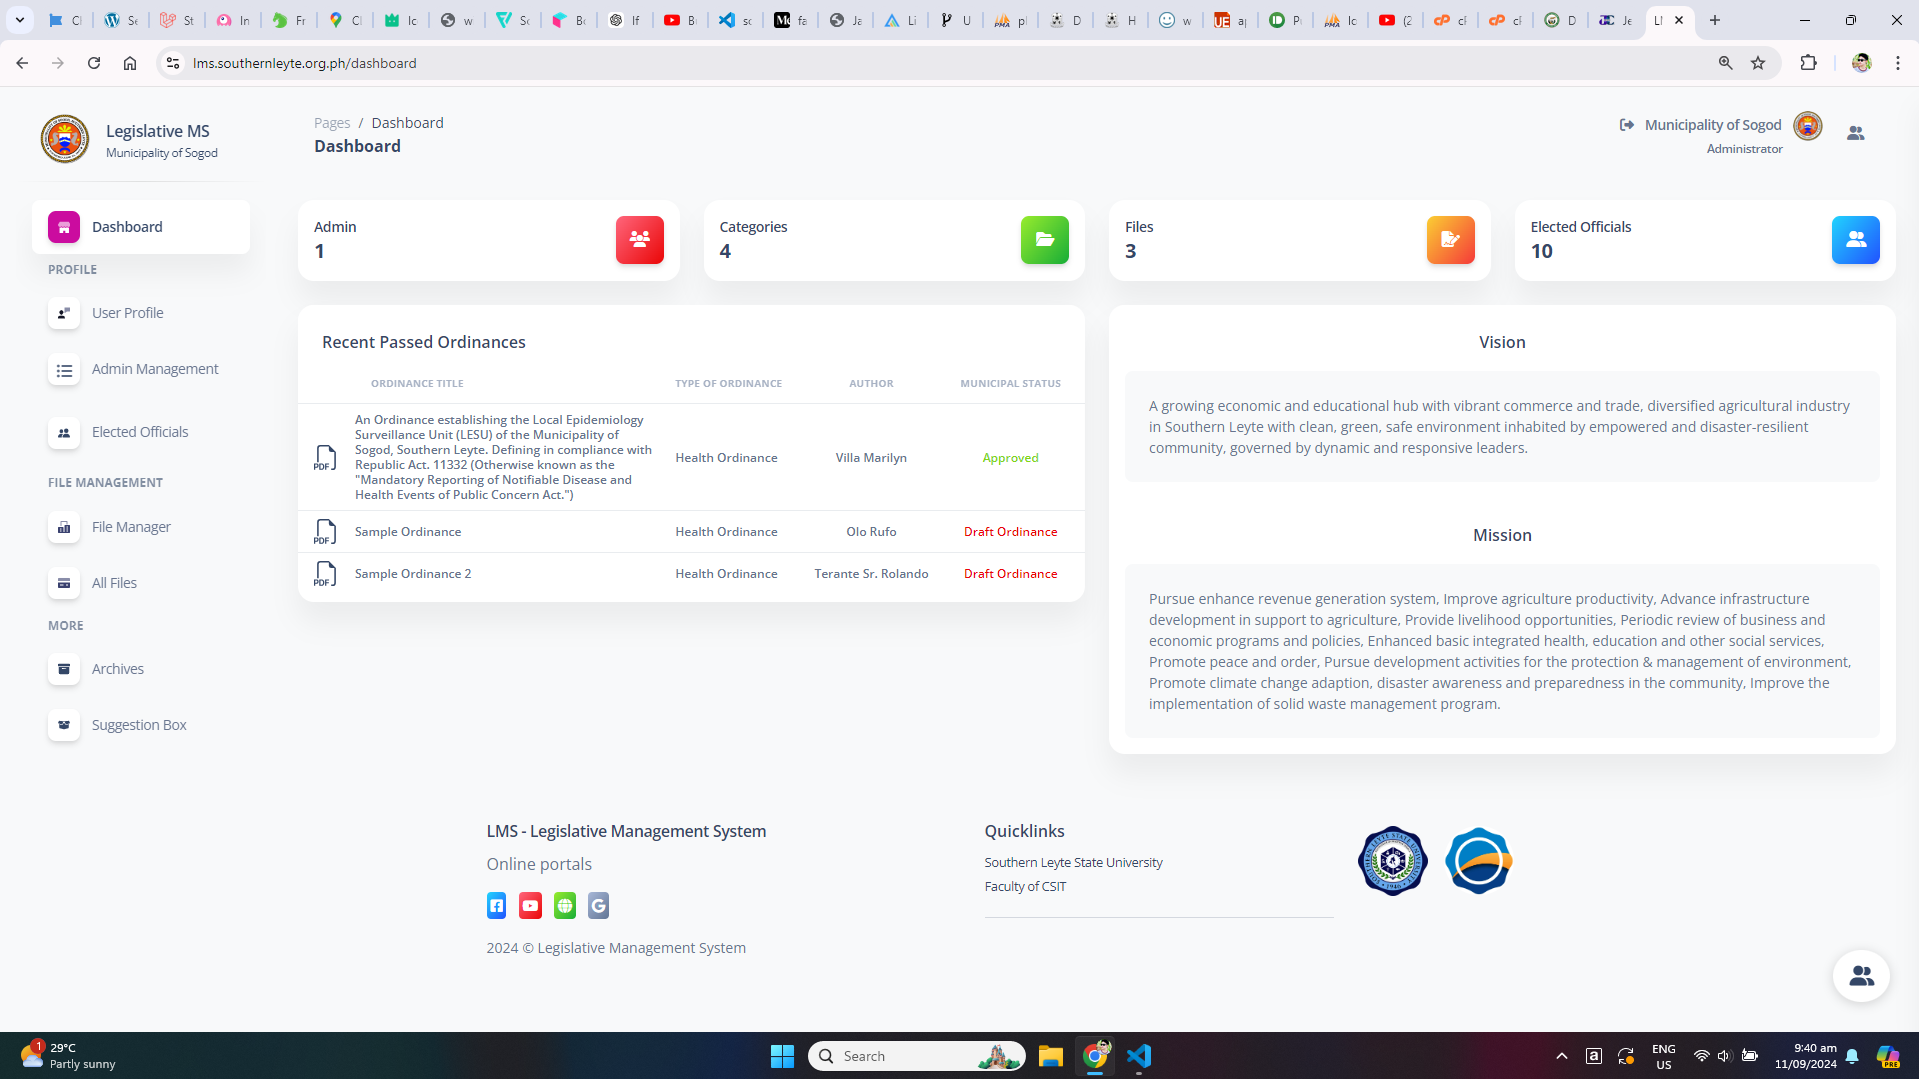 lms.southernleyte.org.ph/dashboard
Legislative MS
Municipality of Sogod
Pages / Dashboard
Dashboard
Municipality of Sogod
Administrator
Dashboard
PROFILE
User Profile
Admin Management
Elected Officials
FILE MANAGEMENT
File Manager
All Files
MORE
Archives
Suggestion Box
Admin
1
Categories
4
Files
3
Elected Officials
10
Recent Passed Ordinances
ORDINANCE TITLE TYPE OF ORDINANCE AUTHOR MUNICIPAL STATUS
An Ordinance establishing the Local Epidemiology
Surveillance Unit (LESU) of the Municipality of
Sogod, Southern Leyte. Defining in compliance with
Republic Act. 11332 (Otherwise known as the
"Mandatory Reporting of Notifiable Disease and
Health Events of Public Concern Act.")
PDF
Health Ordinance Villa Marilyn Approved
PDF Sample Ordinance Health Ordinance Olo Rufo Draft Ordinance
PDF Sample Ordinance 2 Health Ordinance Terante Sr. Rolando Draft Ordinance
Vision
A growing economic and educational hub with vibrant commerce and trade, diversified agricultural industry
in Southern Leyte with clean, green, safe environment inhabited by empowered and disaster-resilient
community, governed by dynamic and responsive leaders.
Mission
Pursue enhance revenue generation system, Improve agriculture productivity, Advance infrastructure
development in support to agriculture, Provide livelihood opportunities, Periodic review of business and
economic programs and policies, Enhanced basic integrated health, education and other social services,
Promote peace and order, Pursue development activities for the protection & management of environment,
Promote climate change adaption, disaster awareness and preparedness in the community, Improve the
implementation of solid waste management program.
LMS - Legislative Management System
Online portals
2024 © Legislative Management System
Quicklinks
Southern Leyte State University
Faculty of CSIT
1
29°C
Partly sunny
Search
ENG
US
9:40 am
11/09/2024